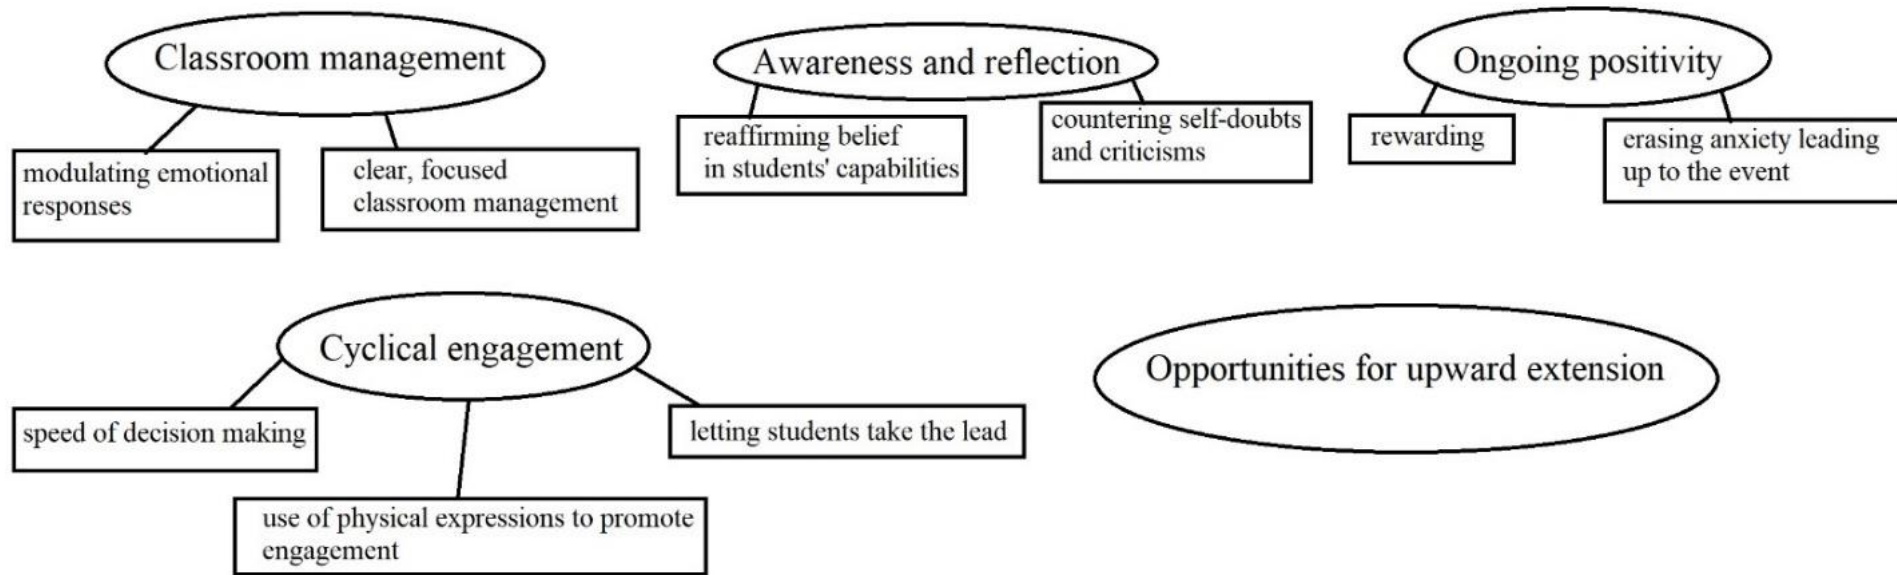 Classroom management
modulating emotional
responses
clear, focused
classroom management
Awareness and reflection
reaffirming belief
in students' capabilities
countering self-doubts
and criticisms
Ongoing positivity
rewarding
erasing anxiety leading
up to the event
Cyclical engagement
speed of decision making
use of physical expressions to promote
engagement
letting students take the lead
Opportunities for upward extension